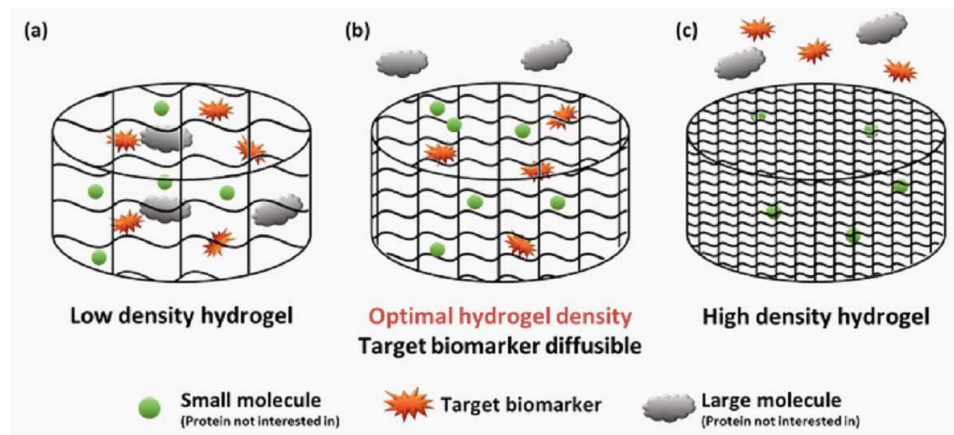 (a)
(b)
(c)
Low density hydrogel
Optimal hydrogel density
Target biomarker diffusible
High density hydrogel
Small molecule
(Protein not interested in)
Target biomarker
Large molecule
(Protein not interested in)